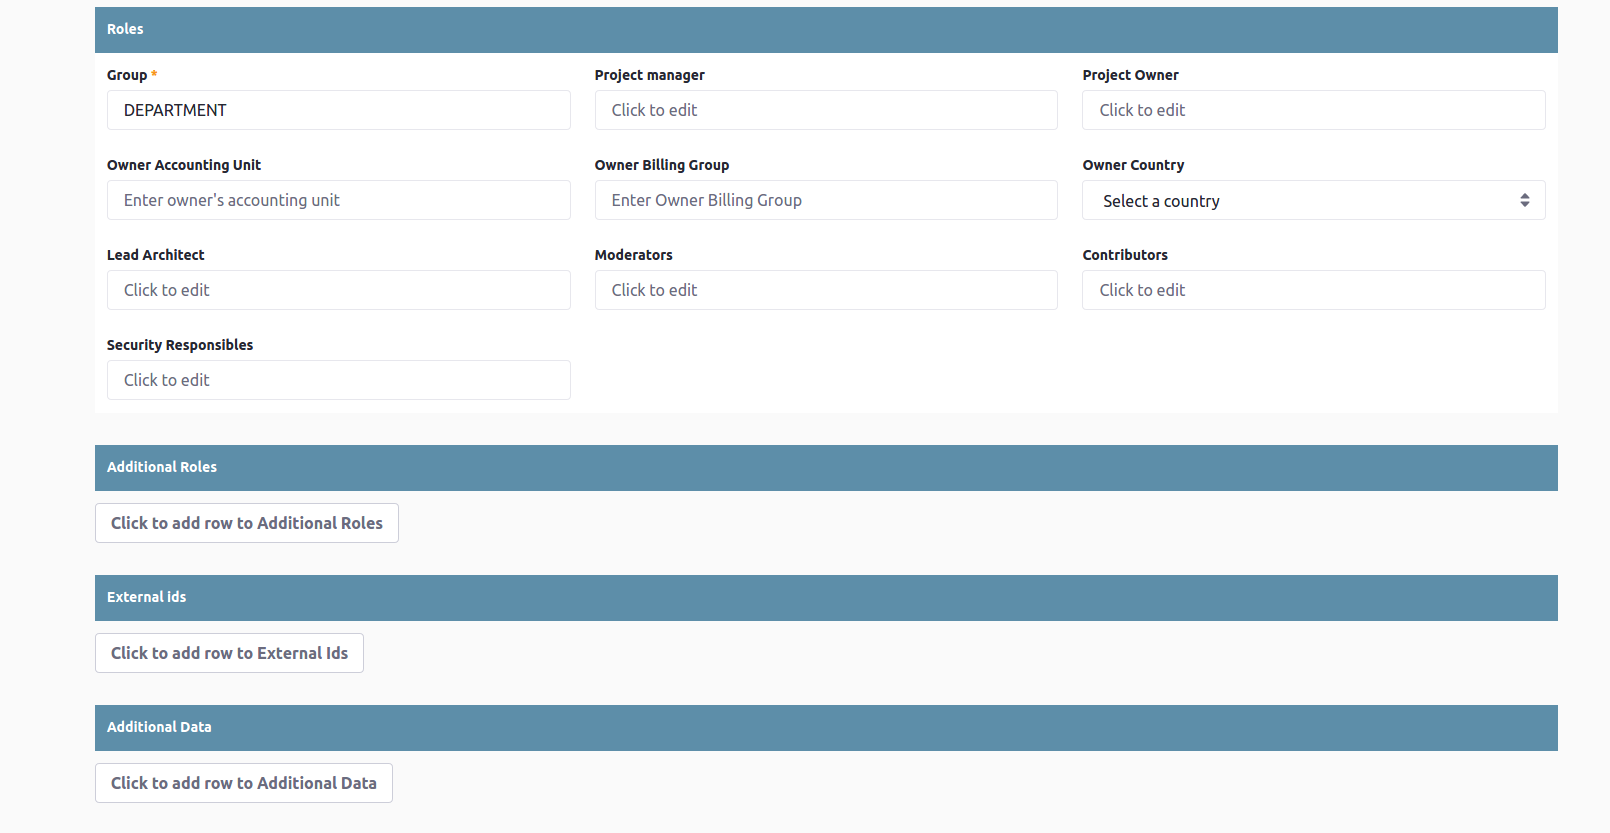 Roles
Group *
Project manager
Project Owner
DEPARTMENT
Click to edit
Click to edit
Owner Accounting Unit
Owner Billing Group
Owner Country
Enter owner's accounting unit
Enter Owner Billing Group
Select a country
Lead Architect
Moderators
Contributors
Click to edit
Click to edit
Click to edit
Security Responsibles
Click to edit
Additional Roles
Click to add row to Additional Roles
External ids
Click to add row to External Ids
Additional Data
Click to add row to Additional Data